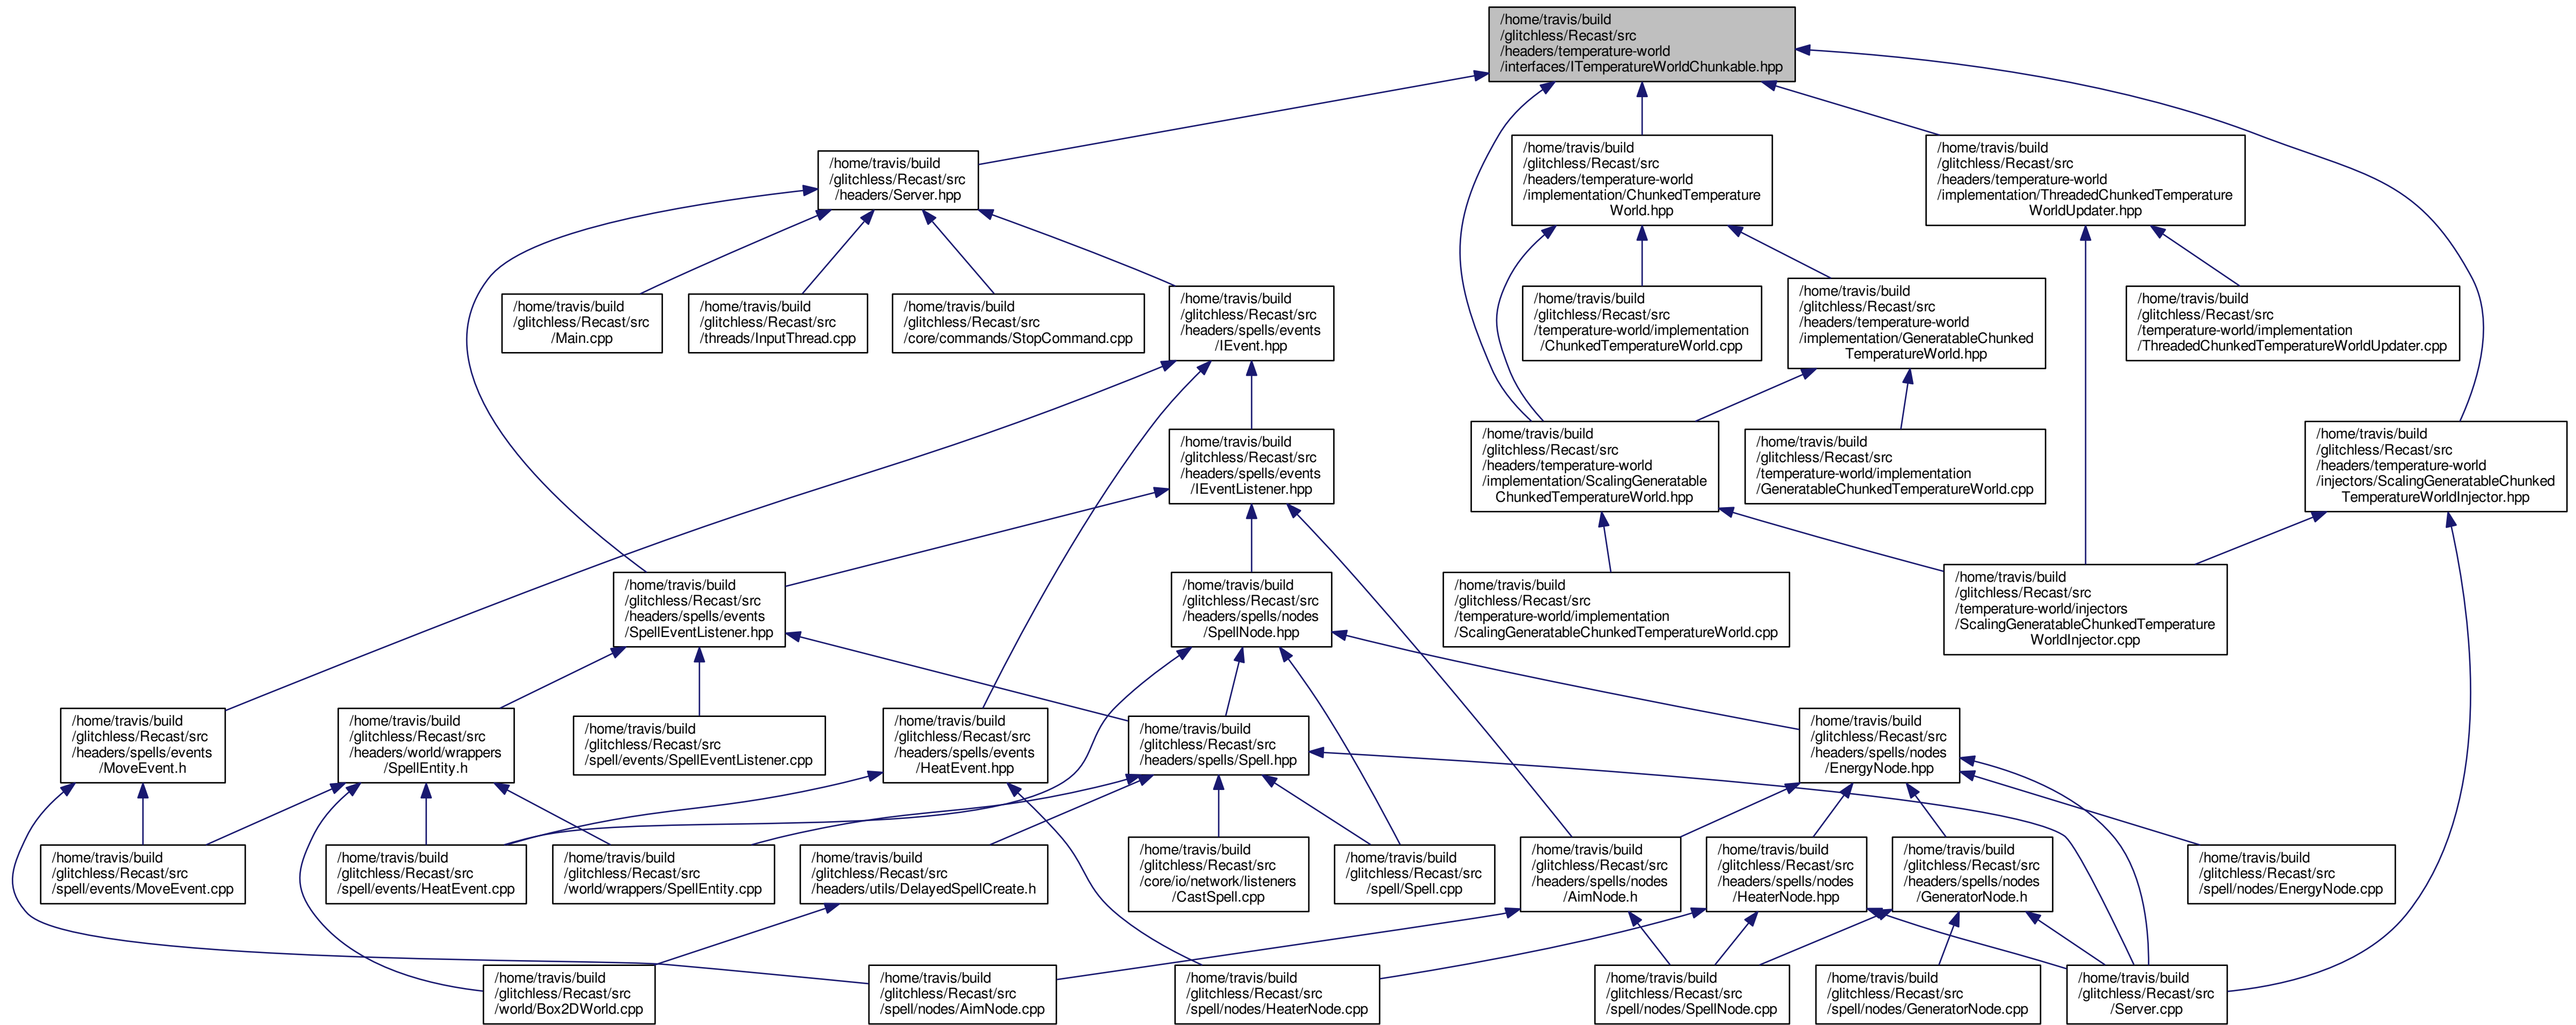 /home/travis/build
/glitchless/Recast/src
/headers/temperature-world
/interfaces/ITemperatureWorldChunkable.hpp
/home/travis/build
/glitchless/Recast/src
/headers/Server.hpp
/home/travis/build
/glitchless/Recast/src
/headers/temperature-world
/implementation/ChunkedTemperature
World.hpp
/home/travis/build
/glitchless/Recast/src
/headers/temperature-world
/implementation/ThreadedChunkedTemperature
WorldUpdater.hpp
/home/travis/build
/glitchless/Recast/src
/Main.cpp
/home/travis/build
/glitchless/Recast/src
/threads/InputThread.cpp
/home/travis/build
/glitchless/Recast/src
/core/commands/StopCommand.cpp
/home/travis/build
/glitchless/Recast/src
/headers/spells/events
/IEvent.hpp
/home/travis/build
/glitchless/Recast/src
/temperature-world/implementation
/ChunkedTemperatureWorld.cpp
/home/travis/build
/glitchless/Recast/src
/headers/temperature-world
/implementation/GeneratableChunked
TemperatureWorld.hpp
/home/travis/build
/glitchless/Recast/src
/temperature-world/implementation
/ThreadedChunkedTemperatureWorldUpdater.cpp
/home/travis/build
/glitchless/Recast/src
/headers/spells/events
/IEventListener.hpp
/home/travis/build
/glitchless/Recast/src
/headers/temperature-world
/implementation/ScalingGeneratable
ChunkedTemperatureWorld.hpp
/home/travis/build
/glitchless/Recast/src
/temperature-world/implementation
/GeneratableChunkedTemperatureWorld.cpp
/home/travis/build
/glitchless/Recast/src
/headers/temperature-world
/injectors/ScalingGeneratableChunked
TemperatureWorldInjector.hpp
/home/travis/build
/glitchless/Recast/src
/headers/spells/events
/SpellEventListener.hpp
/home/travis/build
/glitchless/Recast/src
/headers/spells/nodes
/SpellNode.hpp
/home/travis/build
/glitchless/Recast/src
/temperature-world/implementation
/ScalingGeneratableChunkedTemperatureWorld.cpp
/home/travis/build
/glitchless/Recast/src
/temperature-world/injectors
/ScalingGeneratableChunkedTemperature
WorldInjector.cpp
/home/travis/build
/glitchless/Recast/src
/headers/spells/events
/MoveEvent.h
/home/travis/build
/glitchless/Recast/src
/headers/world/wrappers
/SpellEntity.h
/home/travis/build
/glitchless/Recast/src
/spell/events/SpellEventListener.cpp
/home/travis/build
/glitchless/Recast/src
/headers/spells/events
/HeatEvent.hpp
/home/travis/build
/glitchless/Recast/src
/headers/spells/Spell.hpp
/home/travis/build
/glitchless/Recast/src
/headers/spells/nodes
/EnergyNode.hpp
/home/travis/build
/glitchless/Recast/src
/spell/events/MoveEvent.cpp
/home/travis/build
/glitchless/Recast/src
/spell/events/HeatEvent.cpp
/home/travis/build
/glitchless/Recast/src
/world/wrappers/SpellEntity.cpp
/home/travis/build
/glitchless/Recast/src
/headers/utils/DelayedSpellCreate.h
/home/travis/build
/glitchless/Recast/src
/core/io/network/listeners
/CastSpell.cpp
/home/travis/build
/glitchless/Recast/src
/spell/Spell.cpp
/home/travis/build
/glitchless/Recast/src
/headers/spells/nodes
/AimNode.h
/home/travis/build
/glitchless/Recast/src
/headers/spells/nodes
/HeaterNode.hpp
/home/travis/build
/glitchless/Recast/src
/headers/spells/nodes
/GeneratorNode.h
/home/travis/build
/glitchless/Recast/src
/spell/nodes/EnergyNode.cpp
/home/travis/build
/glitchless/Recast/src
/world/Box2DWorld.cpp
/home/travis/build
/glitchless/Recast/src
/spell/nodes/AimNode.cpp
/home/travis/build
/glitchless/Recast/src
/spell/nodes/HeaterNode.cpp
/home/travis/build
/glitchless/Recast/src
/spell/nodes/SpellNode.cpp
/home/travis/build
/glitchless/Recast/src
/spell/nodes/GeneratorNode.cpp
/home/travis/build
/glitchless/Recast/src
/Server.cpp